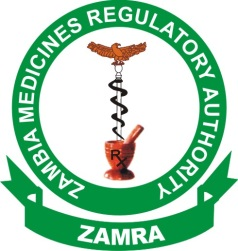 ZAMBIA MEDICINES REGULATORY AUTHORITY
Rx
ZAMRA